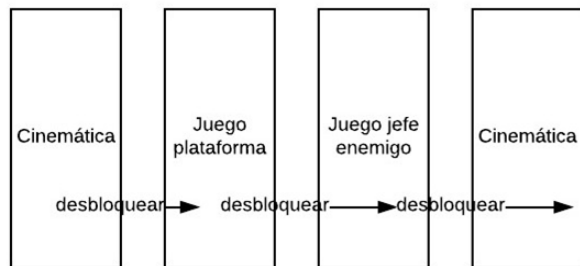 Cinemática
Juego
plataforma
Juego jefe
enemigo
Cinemática
desbloquear
desbloquear
desbloquear